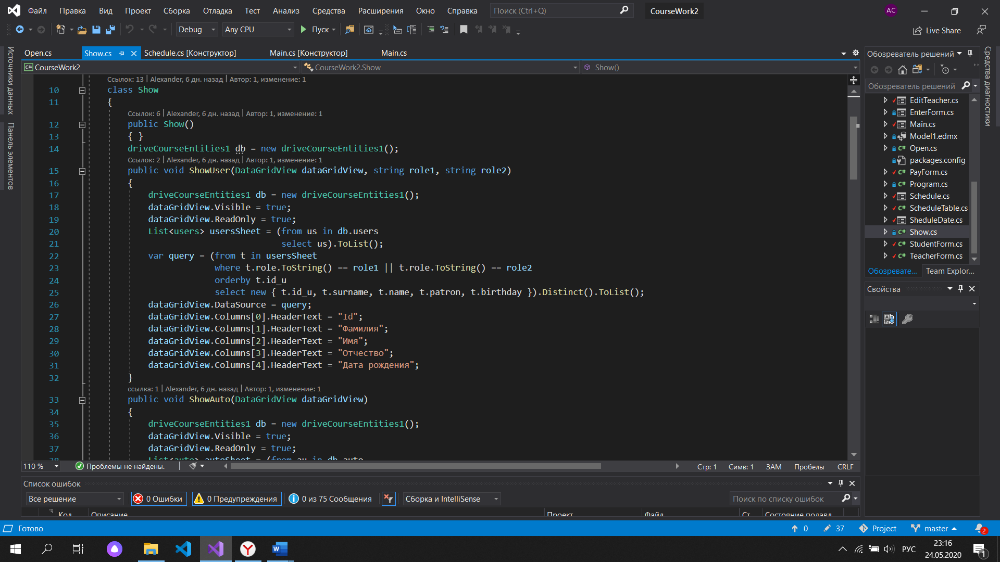 Файл Правка Вид Проект Сборка Отладка Тест Анализ Средства Расширения Окно Справка Поиск (Ctrl+Q) CourseWork2 AC
Debug Any CPU Пуск Live Share
Источники данных
Панель элементов
Open.cs Show.cs Schedule.cs [Конструктор] Main.cs [Конструктор] Main.cs
CourseWork2 CourseWork2.Show Show()
Ссылок: 13 | Alexander, 6 дн. назад | Автор: 1, изменение: 1
10 class Show
11 {
Ссылок: 6 | Alexander, 6 дн. назад | Автор: 1, изменение: 1
12 public Show()
13 { }
14 driveCourseEntities1 db = new driveCourseEntities1();
Ссылок: 2 | Alexander, 6 дн. назад | Автор: 1, изменение: 1
15 public void ShowUser(DataGridView dataGridView, string role1, string role2)
16 {
17 driveCourseEntities1 db = new driveCourseEntities1();
18 dataGridView.Visible = true;
19 dataGridView.ReadOnly = true;
20 List<users> usersSheet = (from us in db.users
21 select us).ToList();
22 var query = (from t in usersSheet
23 where t.role.ToString() == role1 || t.role.ToString() == role2
24 orderby t.id_u
25 select new { t.id_u, t.surname, t.name, t.patron, t.birthday }).Distinct().ToList();
26 dataGridView.DataSource = query;
27 dataGridView.Columns[0].HeaderText = "Id";
28 dataGridView.Columns[1].HeaderText = "Фамилия";
29 dataGridView.Columns[2].HeaderText = "Имя";
30 dataGridView.Columns[3].HeaderText = "Отчество";
31 dataGridView.Columns[4].HeaderText = "Дата рождения";
32 }
ссылка: 1 | Alexander, 6 дн. назад | Автор: 1, изменение: 1
33 public void ShowAuto(DataGridView dataGridView)
34 {
35 driveCourseEntities1 db = new driveCourseEntities1();
36 dataGridView.Visible = true;
37 dataGridView.ReadOnly = true;
38 List<auto> autoSheet = (from au in db.auto
110 % Проблемы не найдены. Стр: 1 Симв: 1 ЗАМ Пробелы CRLF
Список ошибок
Все решение 0 Ошибки 0 Предупреждения 0 из 75 Сообщения Сборка и IntelliSense Поиск по списку ошибок
Код Описание Проект Файл Ст Состояние подавл
Обозреватель решений
Обозреватель решений
EditTeacher.cs
EnterForm.cs
Main.cs
Model1.edmx
Open.cs
packages.config
PayForm.cs
Program.cs
Schedule.cs
ScheduleTable.cs
SheduleDate.cs
Show.cs
StudentForm.cs
TeacherForm.cs
Обозревате... Team Explor...
Свойства
Средства диагностики
Готово 0 37 Project master 2
РУС 23:16
24.05.2020 1